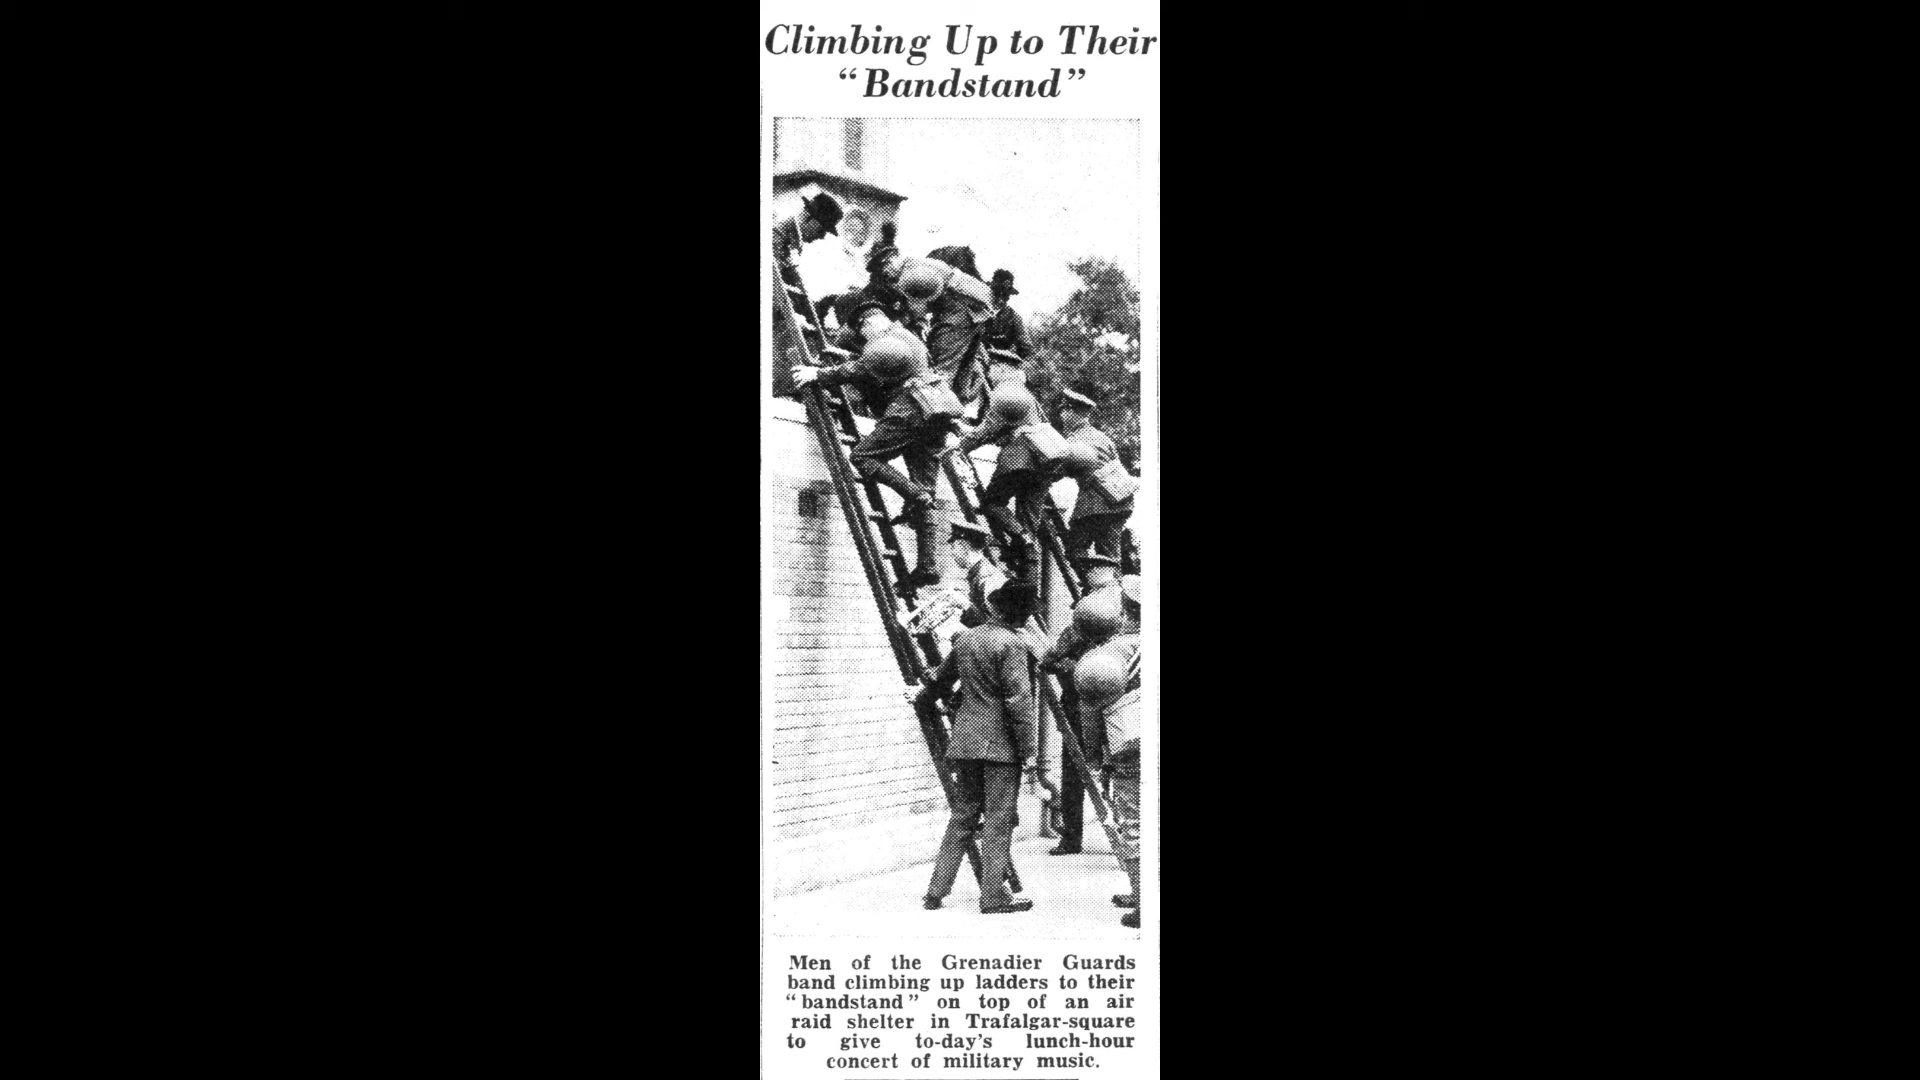 Climbing Up to Their
“Bandstand”
Men of the Grenadier Guards
band climbing up ladders to their
“bandstand” on top of an air
raid shelter in Trafalgar-square
to give to-day's lunch-hour
concert of military music.